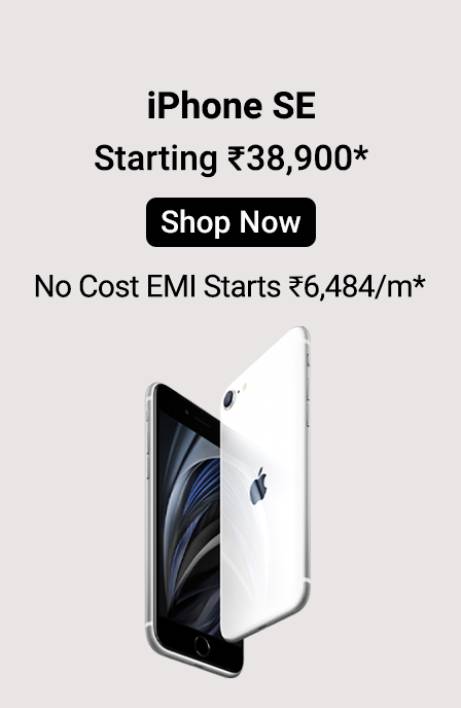 iPhone SE
Starting ₹38,900*
Shop Now
No Cost EMI Starts ₹6,484/m*